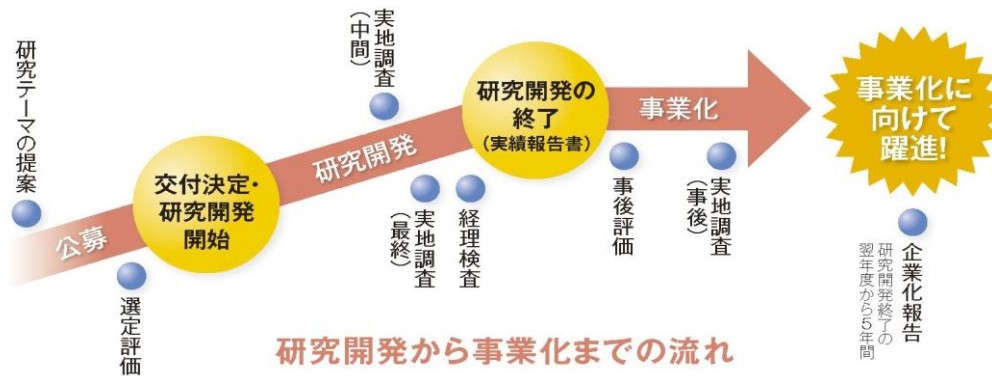 研究テーマの提案
公募
選定評価
交付決定・
研究開発
開始
実地調査
(中間)
研究開発
実地調査
(最終)
経理検査
研究開発の
終了
(実績報告書)
事業化
事後評価
実地調査
(事後)
事業化に
向けて
躍進!
企業化報告
研究開発終了の
翌年度から5年間
研究開発から事業化までの流れ